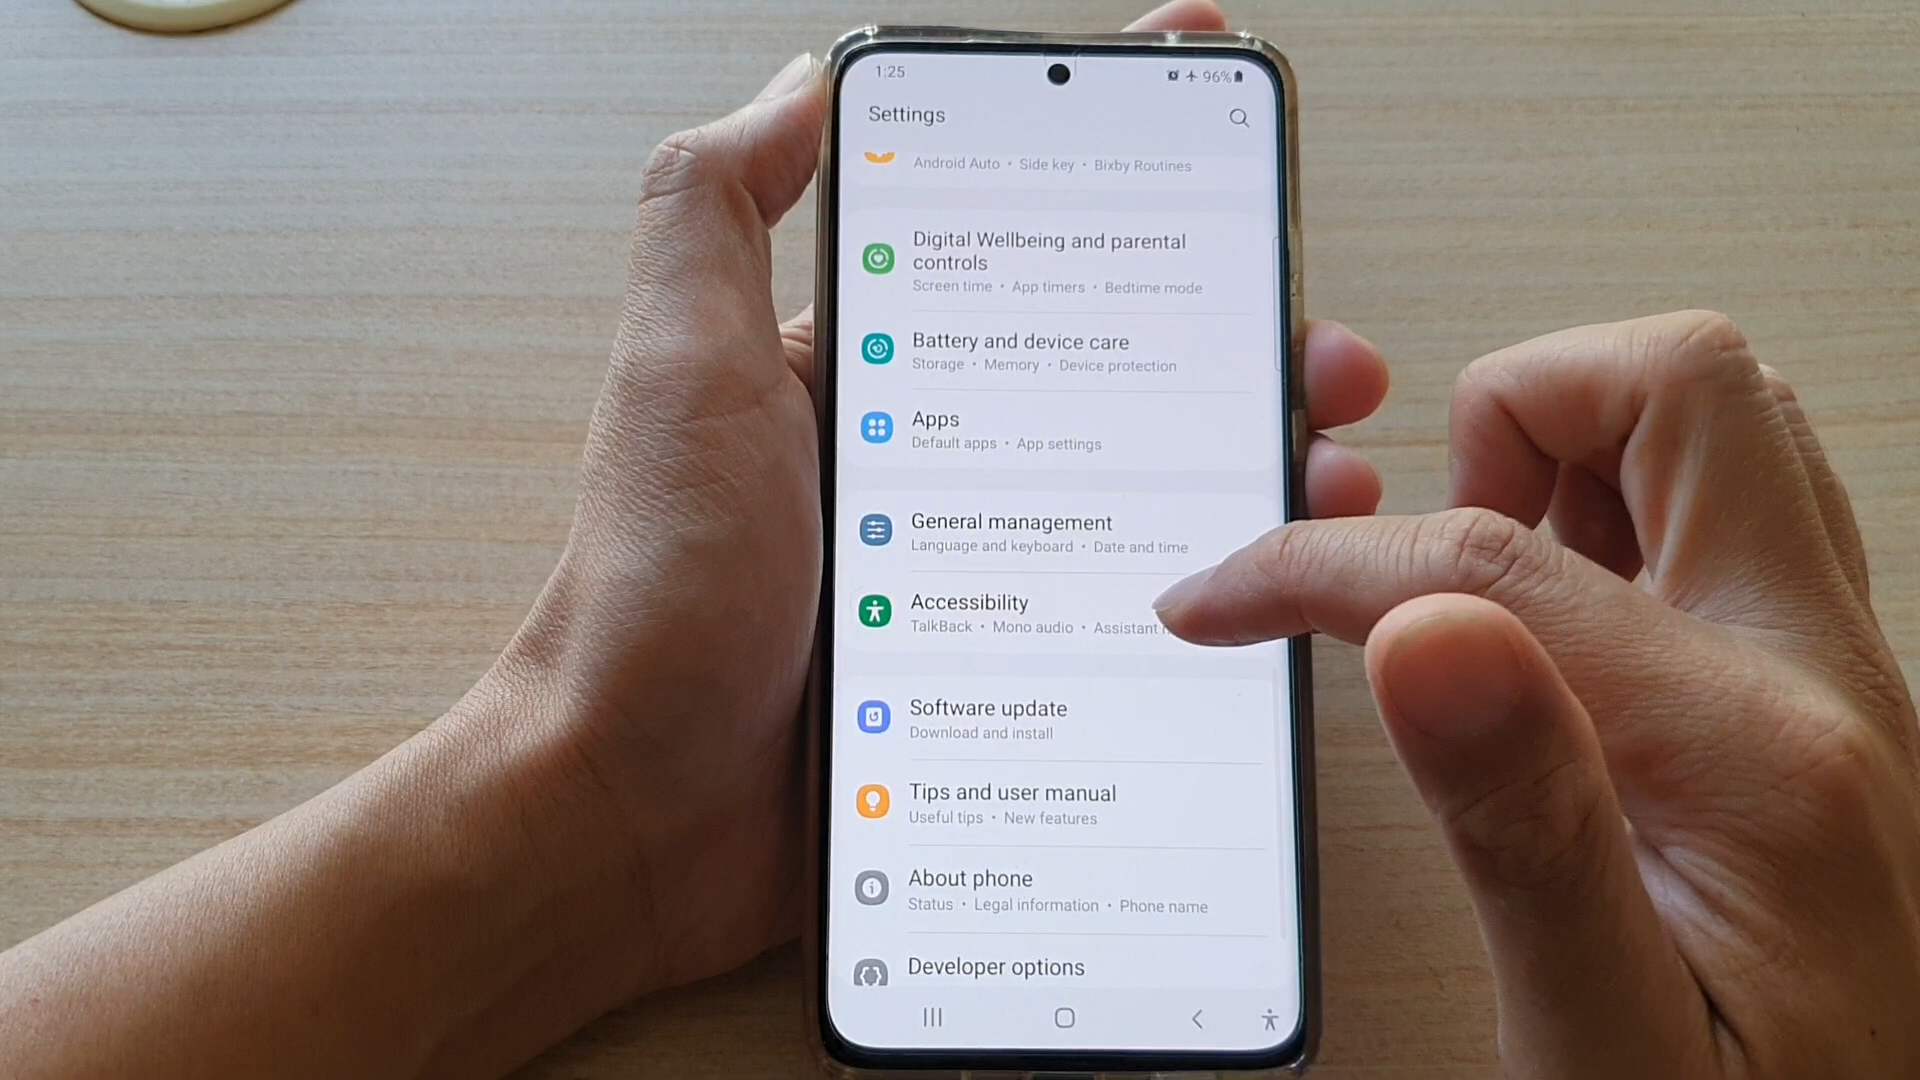 1:25
96%
Settings
Android Auto • Side key • Bixby Routines
Digital Wellbeing and parental
controls
Screen time • App timers • Bedtime mode
Battery and device care
Storage • Memory • Device protection
Apps
Default apps • App settings
General management
Language and keyboard • Date and time
Accessibility
TalkBack • Mono audio • Assistant
Software update
Download and install
Tips and user manual
Useful tips • New features
About phone
Status • Legal information • Phone name
Developer options